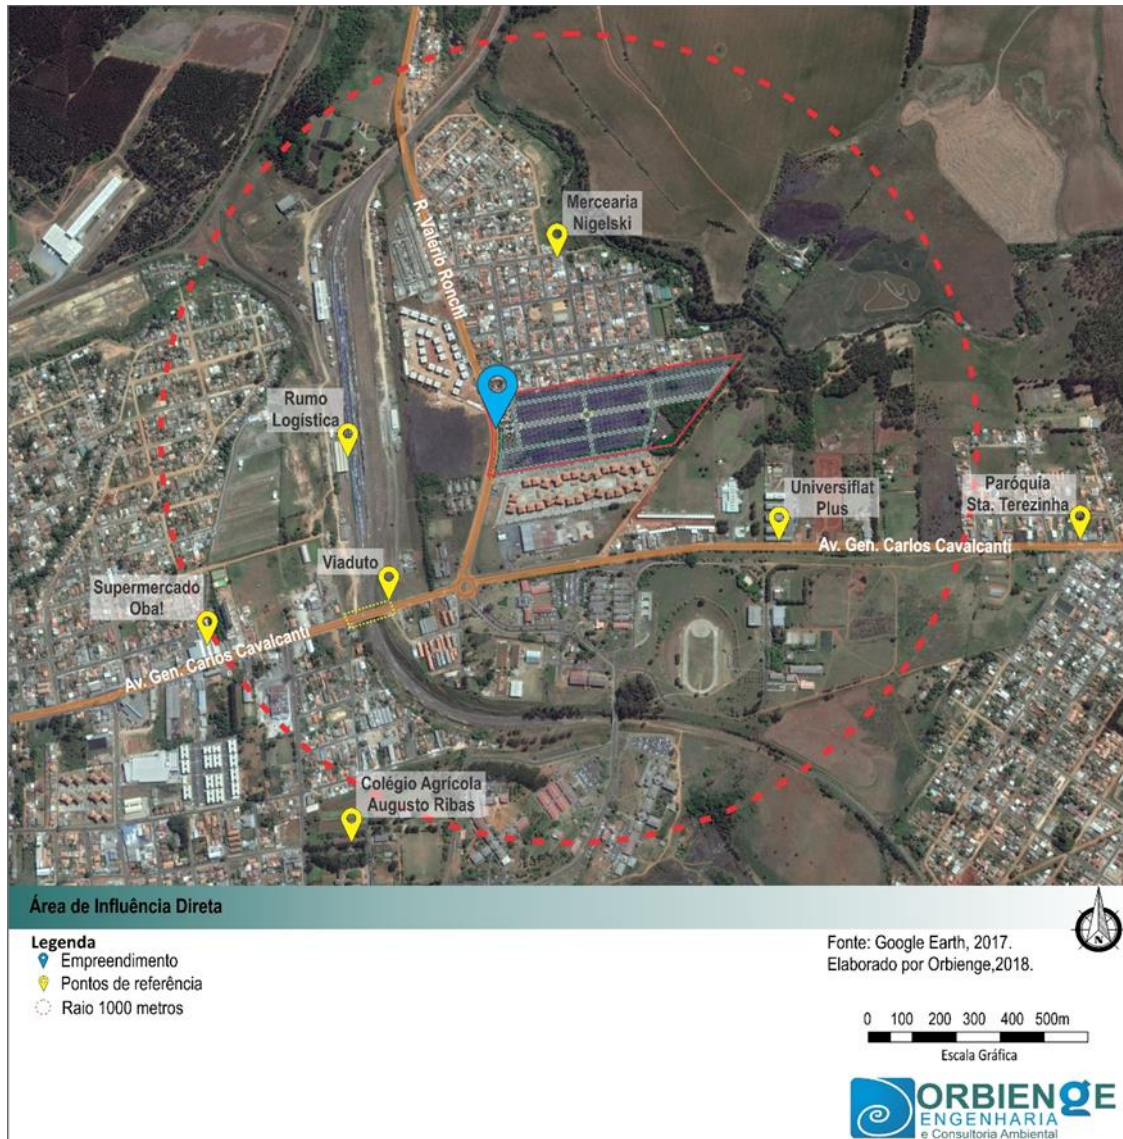 Mercearia
Nigelski
R. Valério Ronchi
Rumo
Logística
Universiflat
Plus
Paróquia
Sta. Terezinha
Av. Gen. Carlos Cavalcanti
Viaduto
Supermercado
Oba!
Av. Gen. Carlos Cavalcanti
Colégio Agrícola
Augusto Ribas
Área de Influência Direta
N
Legenda
Empreendimento
Pontos de referência
Raio 1000 metros
Fonte: Google Earth, 2017.
Elaborado por Orbienge,2018.
0 100 200 300 400 500m
Escala Gráfica
ORBIENGE
ENGENHARIA
e Consultoria Ambiental